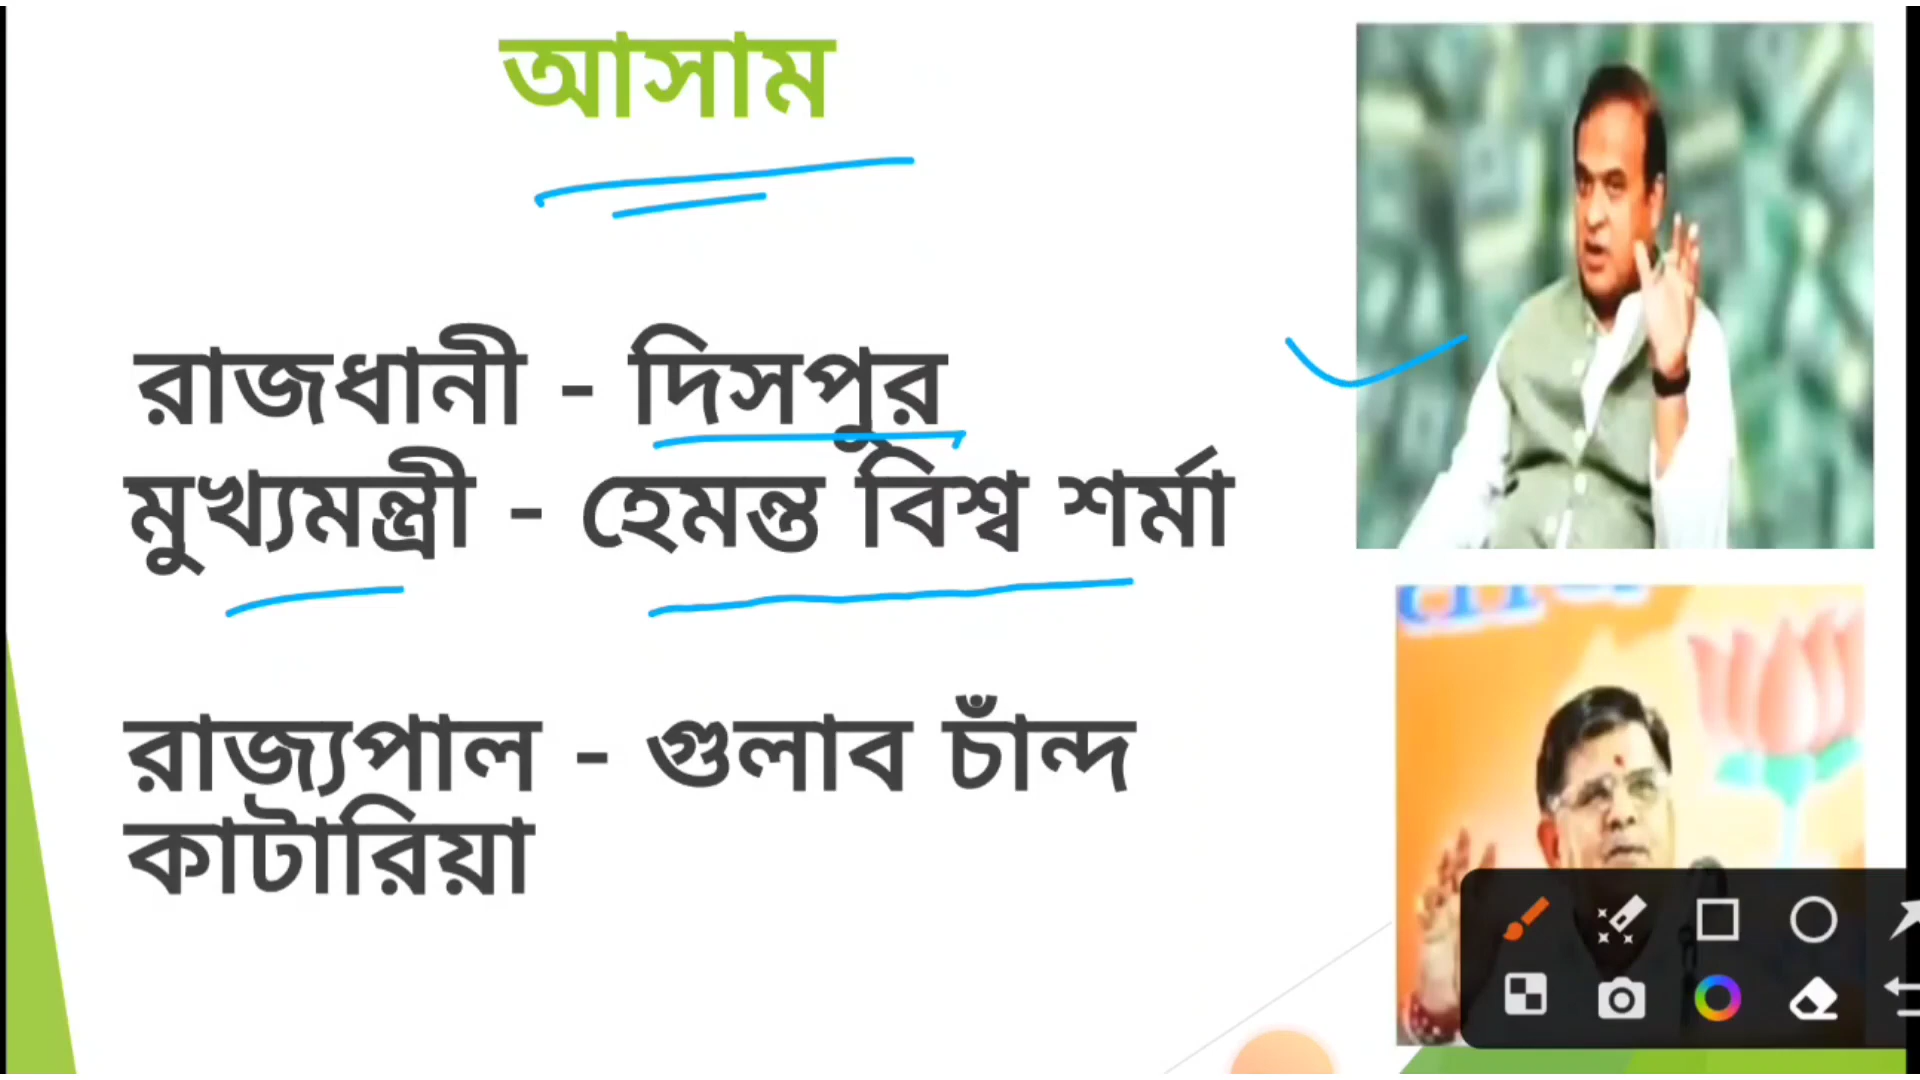 আসাম
রাজধানী - দিসপুর
মুখ্যমন্ত্রী - হেমন্ত বিশ্ব শর্মা
রাজ্যপাল - গুলাব চাঁন্দ
কাটারিয়া